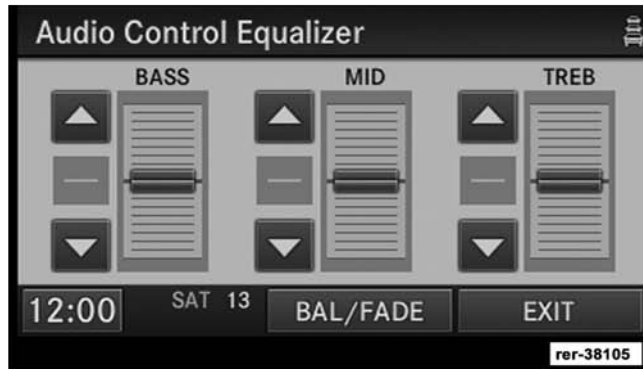 Audio Control Equalizer
BASS MID TREB
12:00 SAT 13 BAL/FADE EXIT
rer-38105